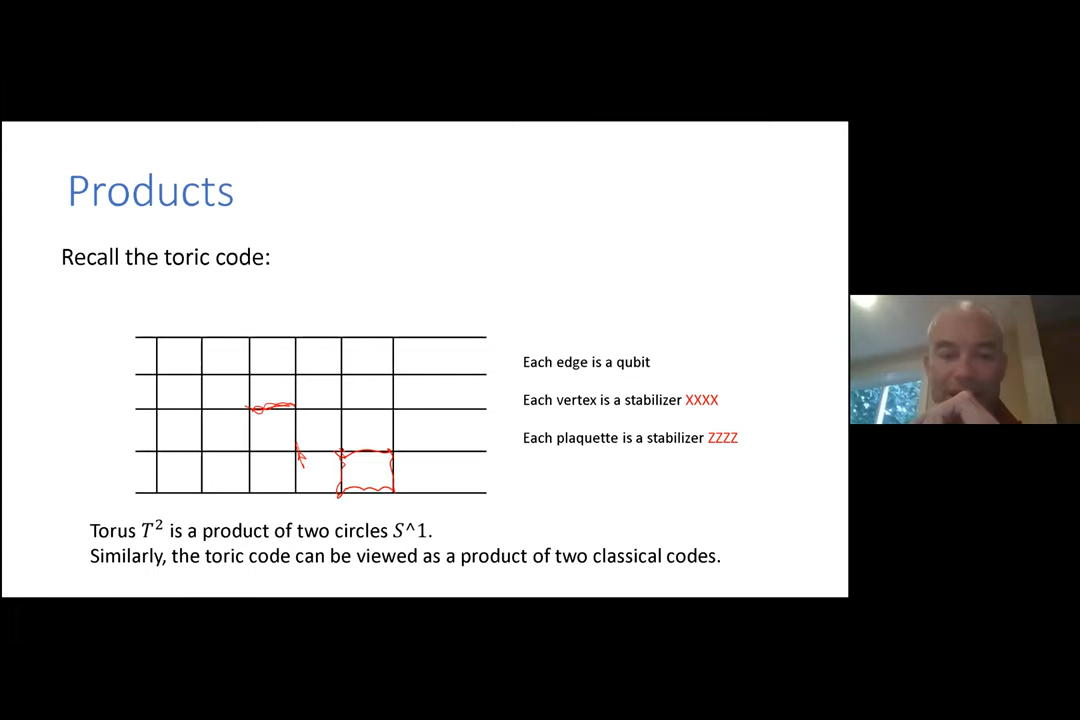 Products
Recall the toric code:
Each edge is a qubit
Each vertex is a stabilizer XXXX
Each plaquette is a stabilizer ZZZZ
Torus 𝑇² is a product of two circles 𝑆^1.
Similarly, the toric code can be viewed as a product of two classical codes.